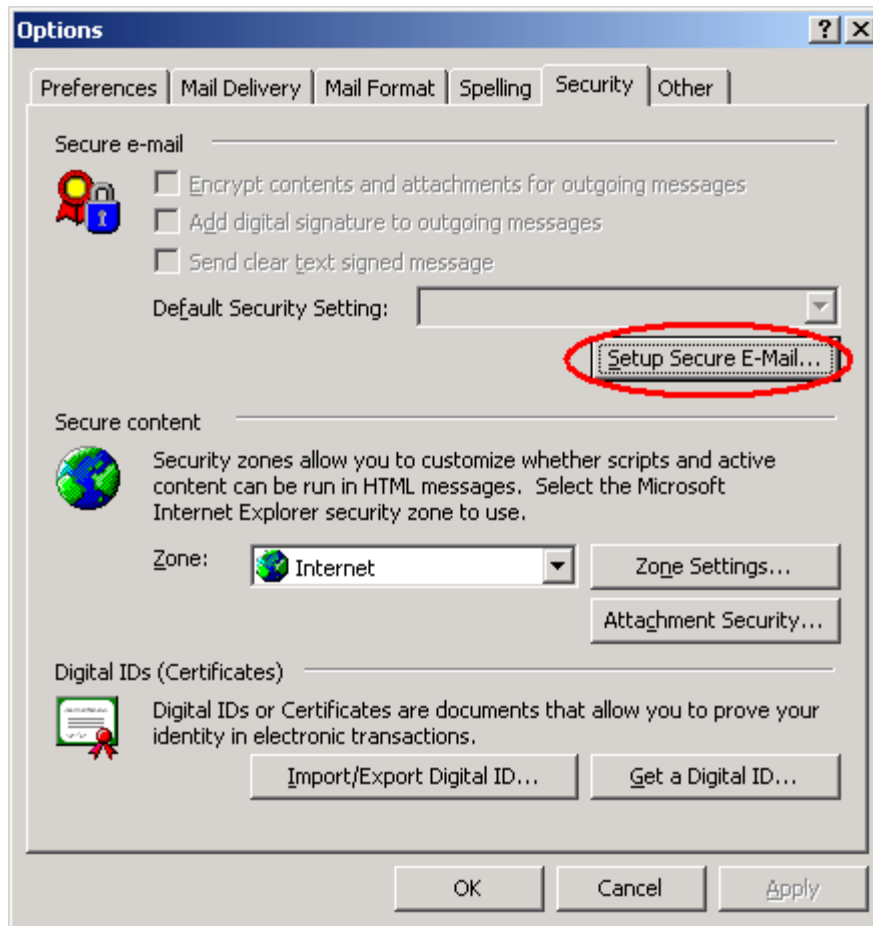 Options
Preferences Mail Delivery Mail Format Spelling Security Other
Secure e-mail
Encrypt contents and attachments for outgoing messages
Add digital signature to outgoing messages
Send clear text signed message
Default Security Setting:
Setup Secure E-Mail...
Secure content
Security zones allow you to customize whether scripts and active
content can be run in HTML messages.  Select the Microsoft
Internet Explorer security zone to use.
Zone: Internet Zone Settings...
Attachment Security...
Digital IDs (Certificates)
Digital IDs or Certificates are documents that allow you to prove your
identity in electronic transactions.
Import/Export Digital ID... Get a Digital ID...
OK Cancel Apply